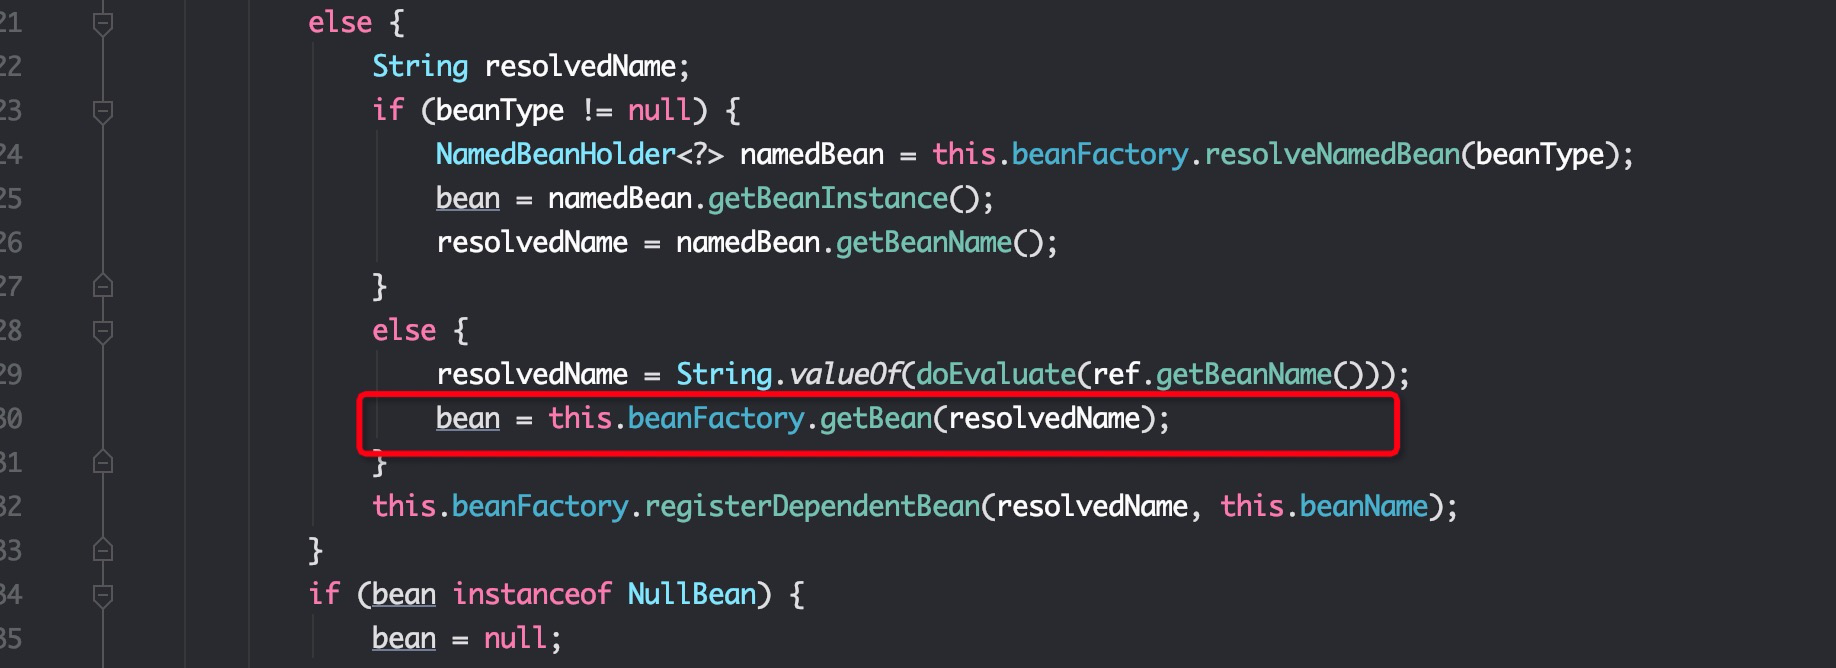 21 else {
22 String resolvedName;
23 if (beanType != null) {
24 NamedBeanHolder<?> namedBean = this.beanFactory.resolveNamedBean(beanType);
25 bean = namedBean.getBeanInstance();
26 resolvedName = namedBean.getBeanName();
27 }
28 else {
29 resolvedName = String.valueOf(doEvaluate(ref.getBeanName()));
30 bean = this.beanFactory.getBean(resolvedName);
31 }
32 this.beanFactory.registerDependentBean(resolvedName, this.beanName);
33 }
34 if (bean instanceof NullBean) {
35 bean = null;